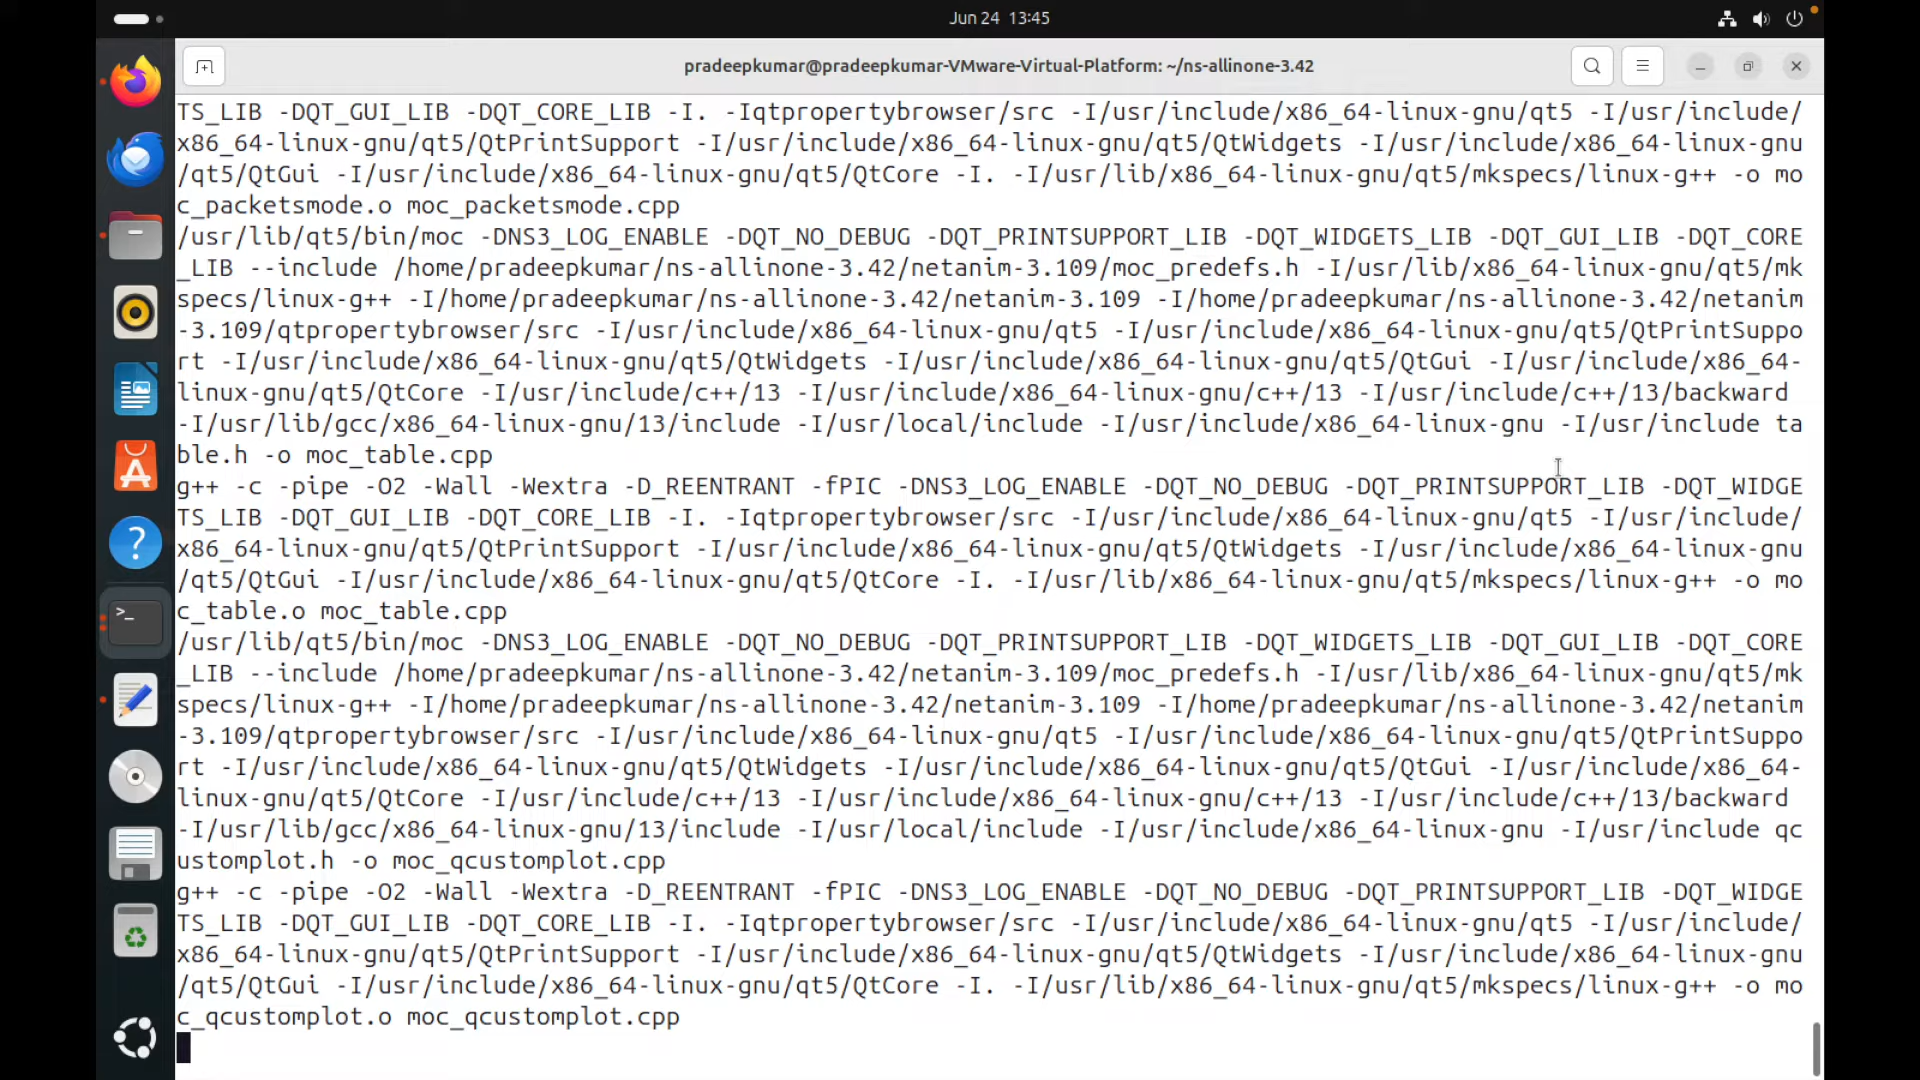 Jun 24 13:45
pradeepkumar@pradeepkumar-VMware-Virtual-Platform: ~/ns-allinone-3.42
TS_LIB -DQT_GUI_LIB -DQT_CORE_LIB -I. -Iqtpropertybrowser/src -I/usr/include/x86_64-linux-gnu/qt5 -I/usr/include/
x86_64-linux-gnu/qt5/QtPrintSupport -I/usr/include/x86_64-linux-gnu/qt5/QtWidgets -I/usr/include/x86_64-linux-gnu
/qt5/QtGui -I/usr/include/x86_64-linux-gnu/qt5/QtCore -I. -I/usr/lib/x86_64-linux-gnu/qt5/mkspecs/linux-g++ -o mo
c_packetsmode.o moc_packetsmode.cpp
/usr/lib/qt5/bin/moc -DNS3_LOG_ENABLE -DQT_NO_DEBUG -DQT_PRINTSUPPORT_LIB -DQT_WIDGETS_LIB -DQT_GUI_LIB -DQT_CORE
_LIB --include /home/pradeepkumar/ns-allinone-3.42/netanim-3.109/moc_predefs.h -I/usr/lib/x86_64-linux-gnu/qt5/mk
specs/linux-g++ -I/home/pradeepkumar/ns-allinone-3.42/netanim-3.109 -I/home/pradeepkumar/ns-allinone-3.42/netanim
-3.109/qtpropertybrowser/src -I/usr/include/x86_64-linux-gnu/qt5 -I/usr/include/x86_64-linux-gnu/qt5/QtPrintSuppo
rt -I/usr/include/x86_64-linux-gnu/qt5/QtWidgets -I/usr/include/x86_64-linux-gnu/qt5/QtGui -I/usr/include/x86_64-
linux-gnu/qt5/QtCore -I/usr/include/c++/13 -I/usr/include/x86_64-linux-gnu/c++/13 -I/usr/include/c++/13/backward
-I/usr/lib/gcc/x86_64-linux-gnu/13/include -I/usr/local/include -I/usr/include/x86_64-linux-gnu -I/usr/include ta
ble.h -o moc_table.cpp
g++ -c -pipe -O2 -Wall -Wextra -D_REENTRANT -fPIC -DNS3_LOG_ENABLE -DQT_NO_DEBUG -DQT_PRINTSUPPORT_LIB -DQT_WIDGE
TS_LIB -DQT_GUI_LIB -DQT_CORE_LIB -I. -Iqtpropertybrowser/src -I/usr/include/x86_64-linux-gnu/qt5 -I/usr/include/
x86_64-linux-gnu/qt5/QtPrintSupport -I/usr/include/x86_64-linux-gnu/qt5/QtWidgets -I/usr/include/x86_64-linux-gnu
/qt5/QtGui -I/usr/include/x86_64-linux-gnu/qt5/QtCore -I. -I/usr/lib/x86_64-linux-gnu/qt5/mkspecs/linux-g++ -o mo
c_table.o moc_table.cpp
/usr/lib/qt5/bin/moc -DNS3_LOG_ENABLE -DQT_NO_DEBUG -DQT_PRINTSUPPORT_LIB -DQT_WIDGETS_LIB -DQT_GUI_LIB -DQT_CORE
_LIB --include /home/pradeepkumar/ns-allinone-3.42/netanim-3.109/moc_predefs.h -I/usr/lib/x86_64-linux-gnu/qt5/mk
specs/linux-g++ -I/home/pradeepkumar/ns-allinone-3.42/netanim-3.109 -I/home/pradeepkumar/ns-allinone-3.42/netanim
-3.109/qtpropertybrowser/src -I/usr/include/x86_64-linux-gnu/qt5 -I/usr/include/x86_64-linux-gnu/qt5/QtPrintSuppo
rt -I/usr/include/x86_64-linux-gnu/qt5/QtWidgets -I/usr/include/x86_64-linux-gnu/qt5/QtGui -I/usr/include/x86_64-
linux-gnu/qt5/QtCore -I/usr/include/c++/13 -I/usr/include/x86_64-linux-gnu/c++/13 -I/usr/include/c++/13/backward
-I/usr/lib/gcc/x86_64-linux-gnu/13/include -I/usr/local/include -I/usr/include/x86_64-linux-gnu -I/usr/include qc
ustomplot.h -o moc_qcustomplot.cpp
g++ -c -pipe -O2 -Wall -Wextra -D_REENTRANT -fPIC -DNS3_LOG_ENABLE -DQT_NO_DEBUG -DQT_PRINTSUPPORT_LIB -DQT_WIDGE
TS_LIB -DQT_GUI_LIB -DQT_CORE_LIB -I. -Iqtpropertybrowser/src -I/usr/include/x86_64-linux-gnu/qt5 -I/usr/include/
x86_64-linux-gnu/qt5/QtPrintSupport -I/usr/include/x86_64-linux-gnu/qt5/QtWidgets -I/usr/include/x86_64-linux-gnu
/qt5/QtGui -I/usr/include/x86_64-linux-gnu/qt5/QtCore -I. -I/usr/lib/x86_64-linux-gnu/qt5/mkspecs/linux-g++ -o mo
c_qcustomplot.o moc_qcustomplot.cpp